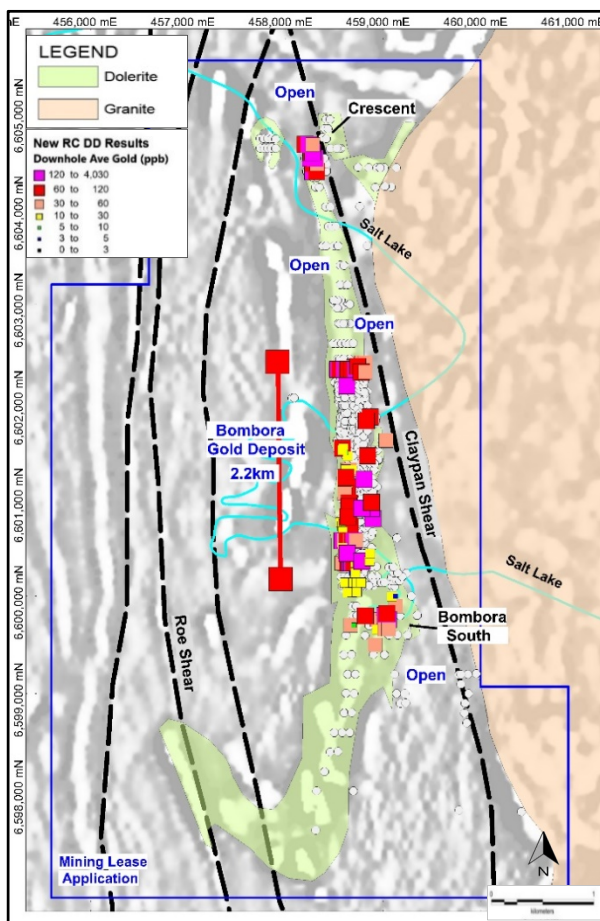 mE
456,000 mE
457,000 mE
458,000 mE
459,000 mE
460,000 mE
461,000 mE
LEGEND
Dolerite
Granite
New RC DD Results
Downhole Ave Gold (ppb)
120 to 4,030
60 to 120
30 to 60
10 to 30
5 to 10
3 to 5
0 to 3
6,605,000 mN
6,604,000 mN
6,603,000 mN
6,602,000 mN
6,601,000 mN
6,600,000 mN
6,599,000 mN
6,598,000 mN
Open
Crescent
Salt Lake
Open
Open
Bombora
Gold Deposit
2.2km
Claypan Shear
Salt Lake
Roe Shear
Bombora
South
Open
Mining Lease
Application
N
0
1
kilometers